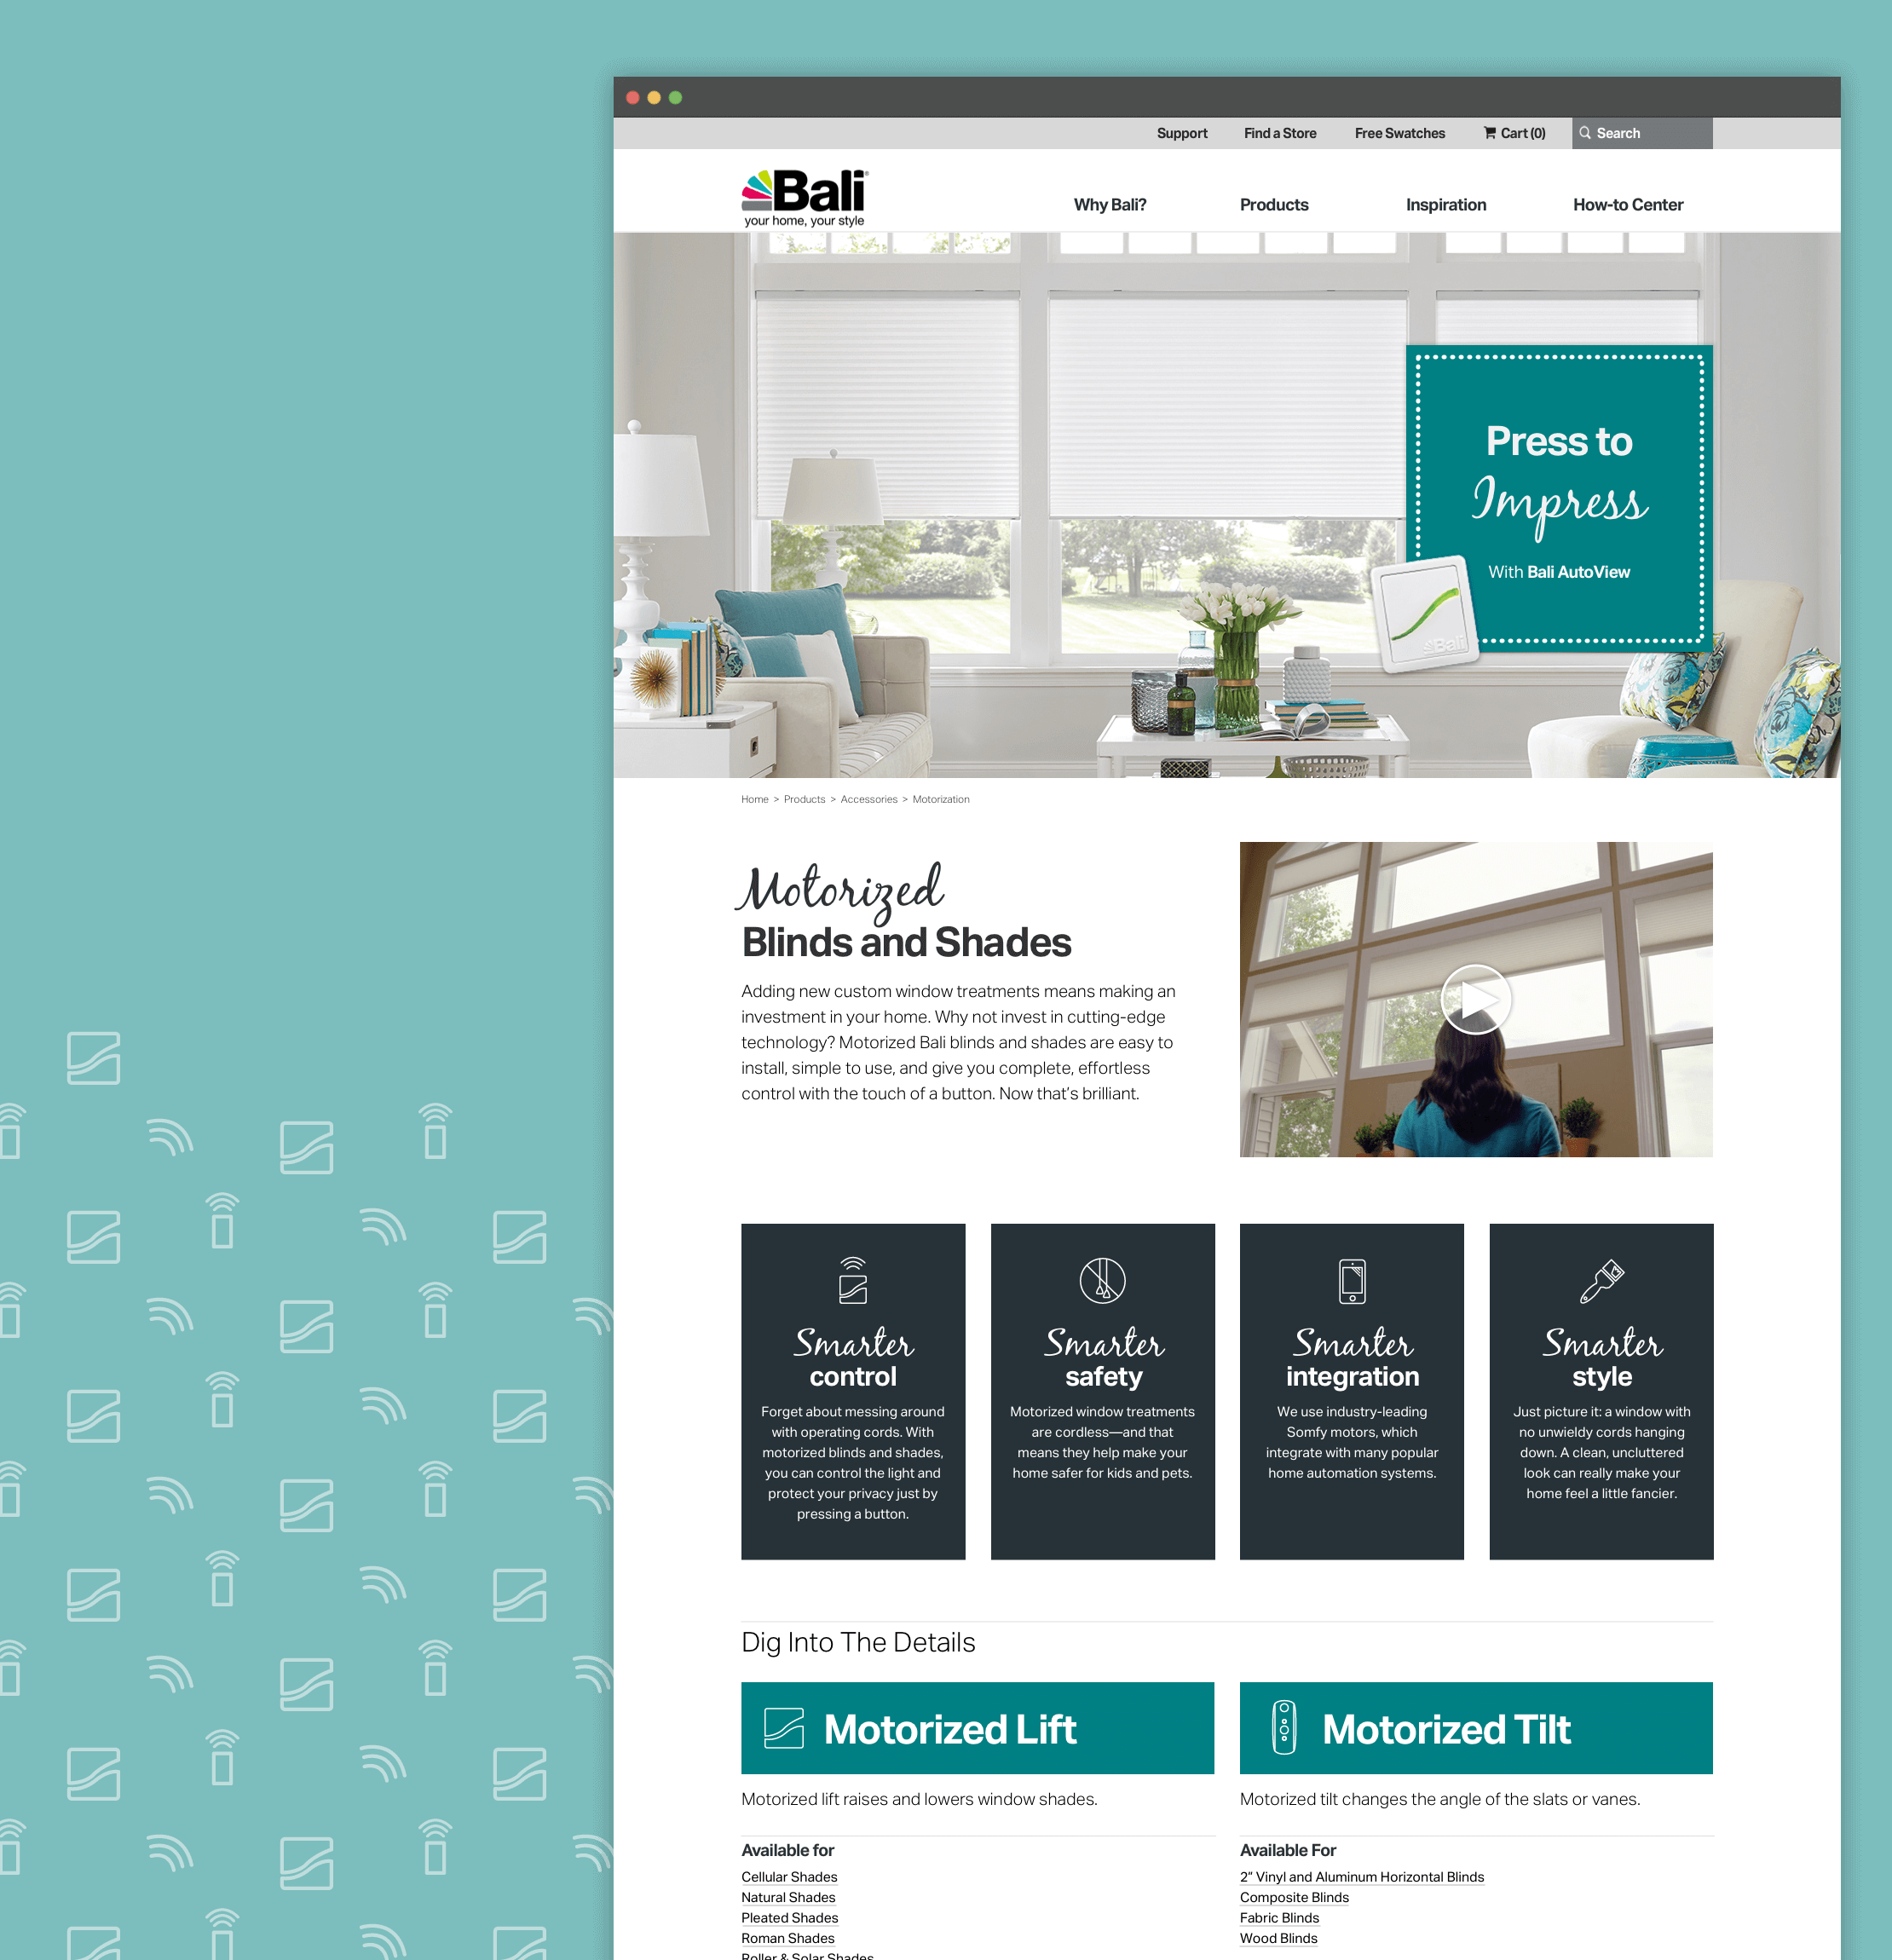 Support Find a Store Free Swatches Cart (0) Search
Bali
your home, your style
Why Bali? Products Inspiration How-to Center
Press to
Impress
With Bali AutoView
Bali
Home > Products > Accessories > Motorization
Motorized
Blinds and Shades
Adding new custom window treatments means making an
investment in your home. Why not invest in cutting-edge
technology? Motorized Bali blinds and shades are easy to
install, simple to use, and give you complete, effortless
control with the touch of a button. Now that’s brilliant.
Smarter
control
Forget about messing around
with operating cords. With
motorized blinds and shades,
you can control the light and
protect your privacy just by
pressing a button.
Smarter
safety
Motorized window treatments
are cordless—and that
means they help make your
home safer for kids and pets.
Smarter
integration
We use industry-leading
Somfy motors, which
integrate with many popular
home automation systems.
Smarter
style
Just picture it: a window with
no unwieldy cords hanging
down. A clean, uncluttered
look can really make your
home feel a little fancier.
Dig Into The Details
Motorized Lift
Motorized lift raises and lowers window shades.
Available for
Cellular Shades
Natural Shades
Pleated Shades
Roman Shades
Roller & Solar Shades
Motorized Tilt
Motorized tilt changes the angle of the slats or vanes.
Available For
2” Vinyl and Aluminum Horizontal Blinds
Composite Blinds
Fabric Blinds
Wood Blinds